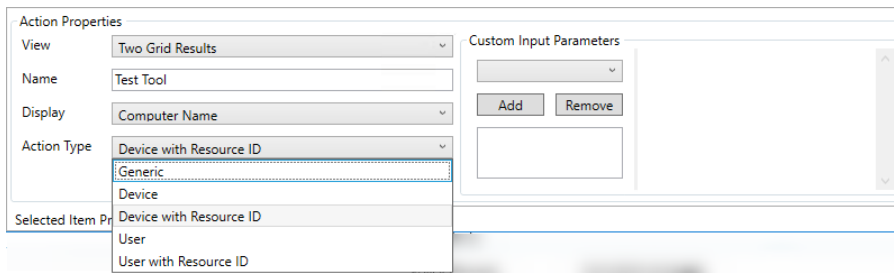 Action Properties
View
Two Grid Results
Name
Test Tool
Display
Computer Name
Action Type
Device with Resource ID
Generic
Device
Device with Resource ID
User
User with Resource ID
Custom Input Parameters
Add
Remove
Selected Item Pr